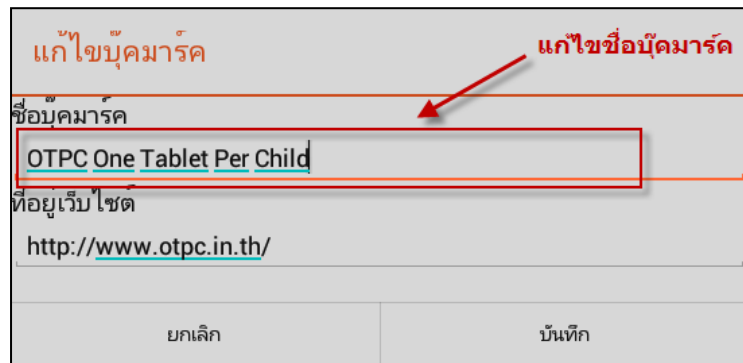 แก้ไขบุ๊คมาร์ค
แก้ไขชื่อบุ๊คมาร์ค
ชื่อบุ๊คมาร์ค
OTPC One Tablet Per Child
ที่อยู่เว็บไซต์
http://www.otpc.in.th/
ยกเลิก
บันทึก